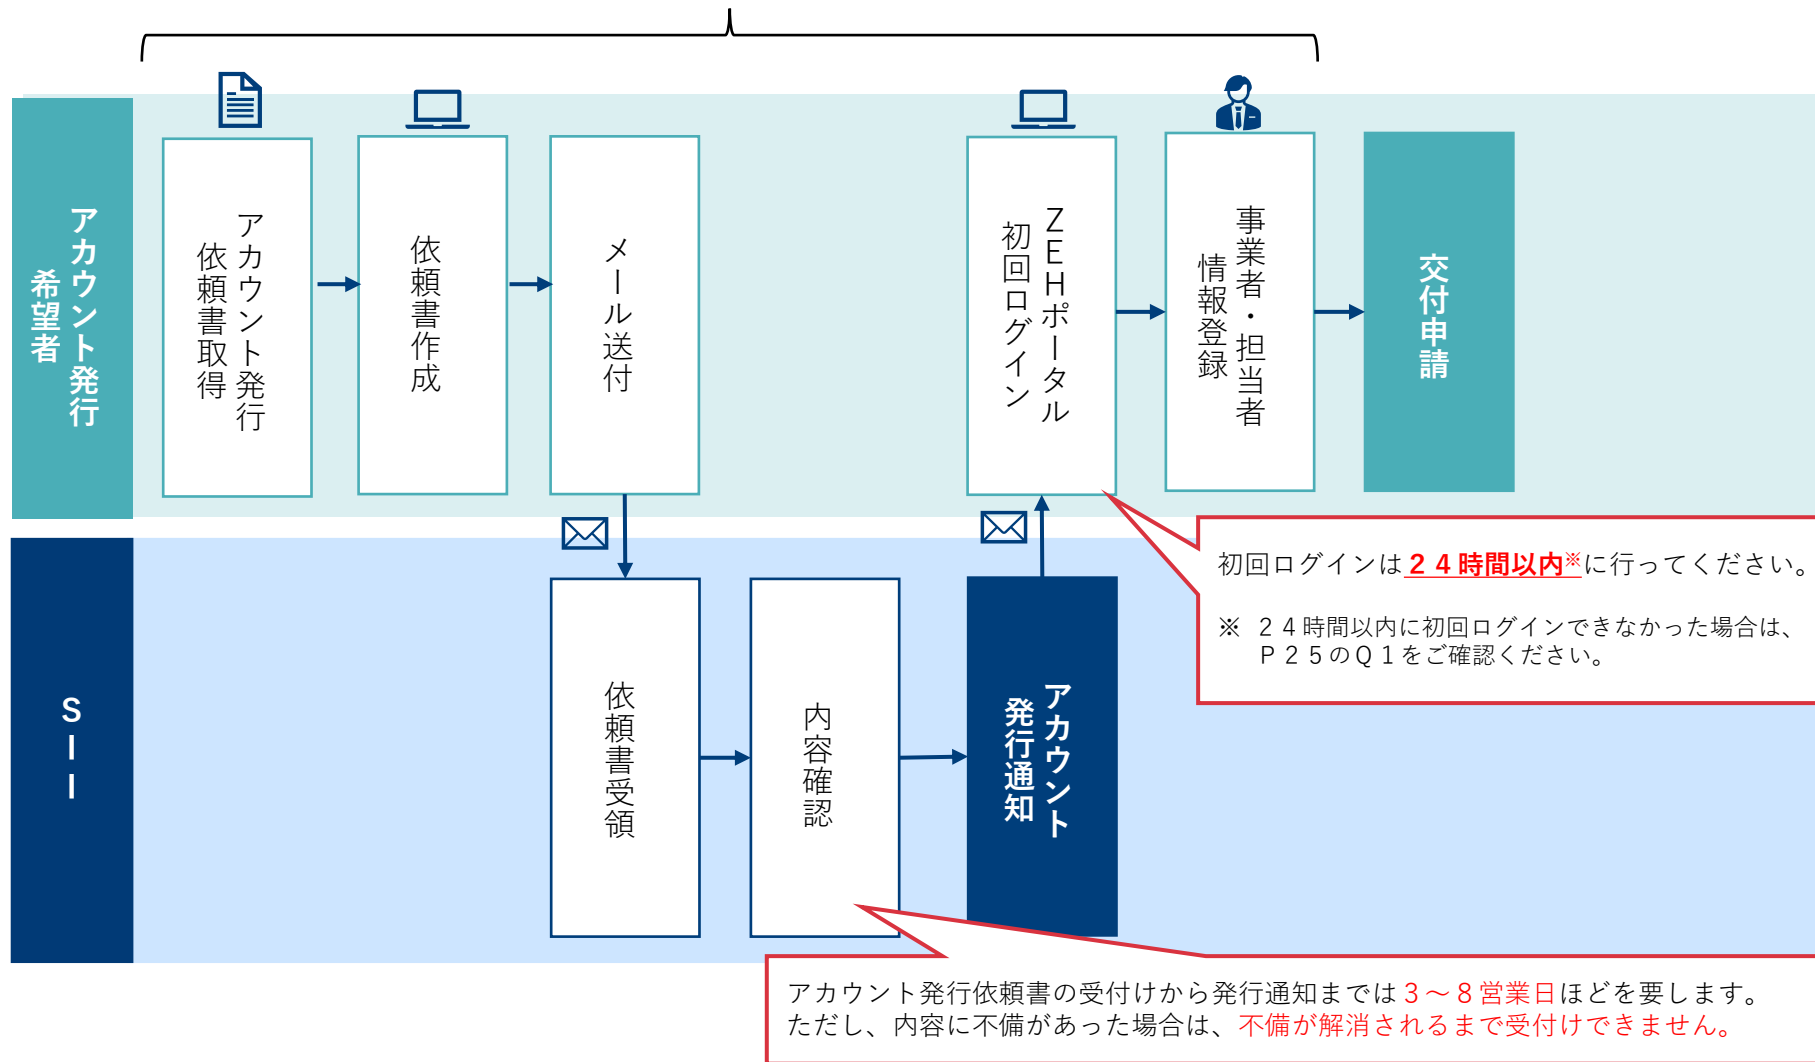 アカウント発行
希望者
アカウント発行
依頼書取得
依頼書作成
メール送付
ZEHポータル
初回ログイン
事業者・担当者
情報登録
交付申請
初回ログインは２４時間以内※に行ってください。
※ ２４時間以内に初回ログインできなかった場合は、
Ｐ２５のＱ１をご確認ください。
SII
依頼書受領
内容確認
アカウント
発行通知
アカウント発行依頼書の受付けから発行通知までは３～８営業日ほどを要します。
ただし、内容に不備があった場合は、不備が解消されるまで受付けできません。